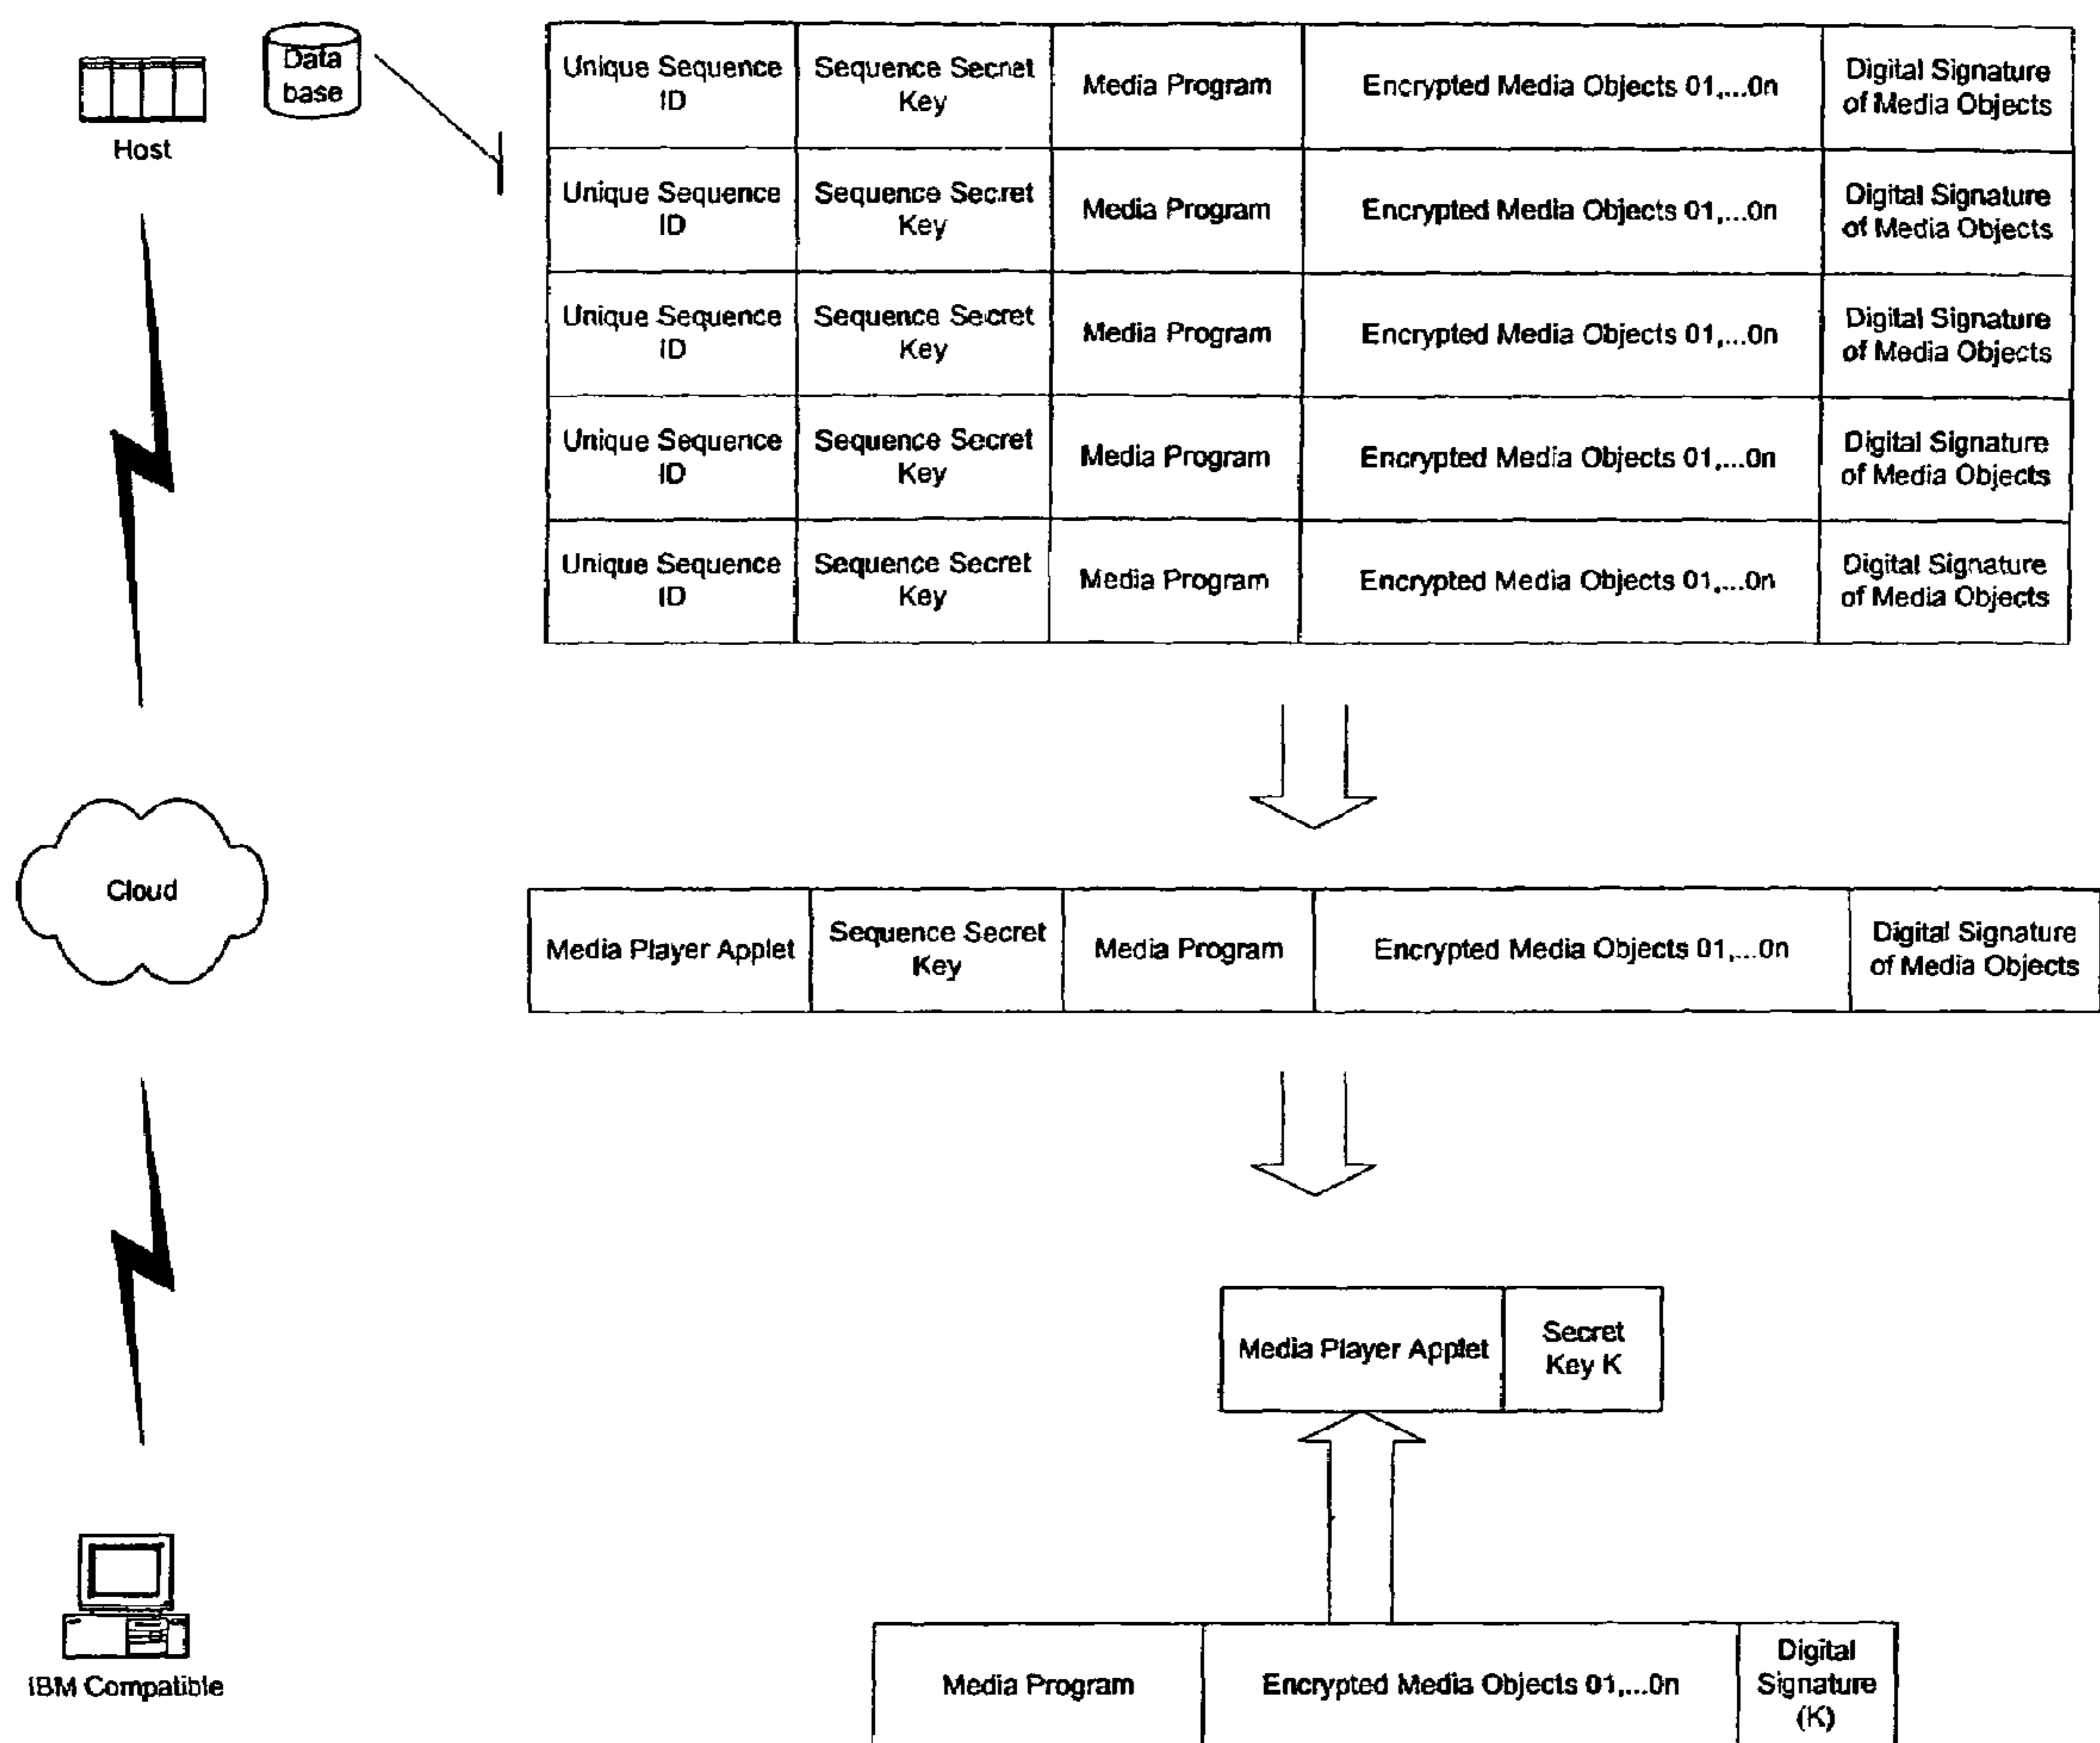 Data
base
Host
Unique Sequence
ID
Sequence Secret
Key
Media Program
Encrypted Media Objects 01,...0n
Digital Signature
of Media Objects
Unique Sequence
ID
Sequence Secret
Key
Media Program
Encrypted Media Objects 01,...0n
Digital Signature
of Media Objects
Unique Sequence
ID
Sequence Secret
Key
Media Program
Encrypted Media Objects 01,...0n
Digital Signature
of Media Objects
Unique Sequence
ID
Sequence Secret
Key
Media Program
Encrypted Media Objects 01,...0n
Digital Signature
of Media Objects
Unique Sequence
ID
Sequence Secret
Key
Media Program
Encrypted Media Objects 01,...0n
Digital Signature
of Media Objects
Cloud
Media Player Applet
Sequence Secret
Key
Media Program
Encrypted Media Objects 01,...0n
Digital Signature
of Media Objects
Media Player Applet
Secret
Key K
IBM Compatible
Media Program
Encrypted Media Objects 01,...0n
Digital
Signature
(K)